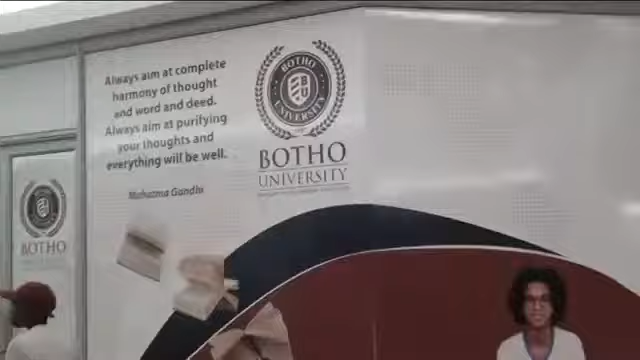 Always aim at complete
harmony of thought
and word and deed.
Always aim at purifying
your thoughts and
everything will be well.
Mahatma Gandhi
BOTHO
BU
UNIVERSITY
BOTHO
UNIVERSITY
BOTHO